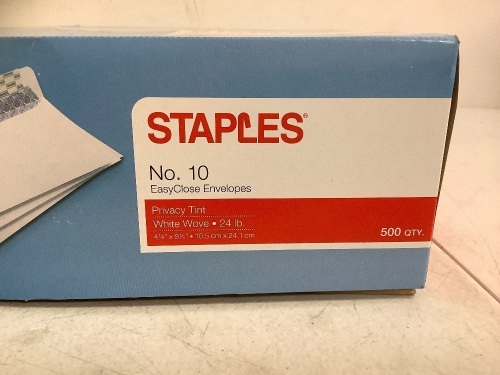 STAPLES®
No. 10
EasyClose Envelopes
Privacy Tint
White Wove • 24 lb.
4⅛" x 9½" • 10.5 cm x 24.1 cm
500 QTY.